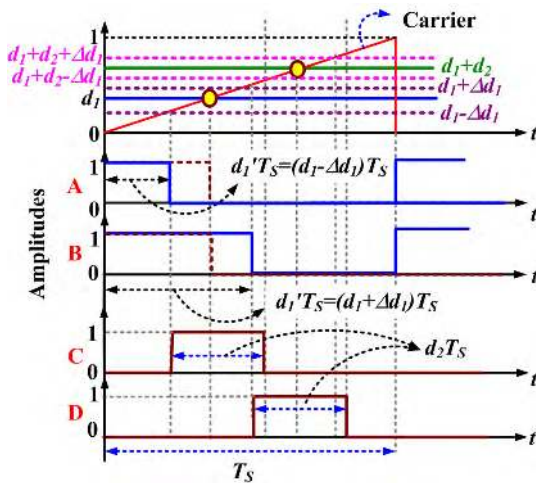 Carrier
1
d₁+d₂+Δd₁
d₁+d₂-Δd₁
d₁+d₂
d₁+Δd₁
d₁
d₁-Δd₁
0
t
A
1
0
d₁'Tₛ=(d₁-Δd₁)Tₛ
t
B
1
0
t
Amplitudes
d₁'Tₛ=(d₁+Δd₁)Tₛ
C
1
0
d₂Tₛ
t
D
1
0
t
Tₛ